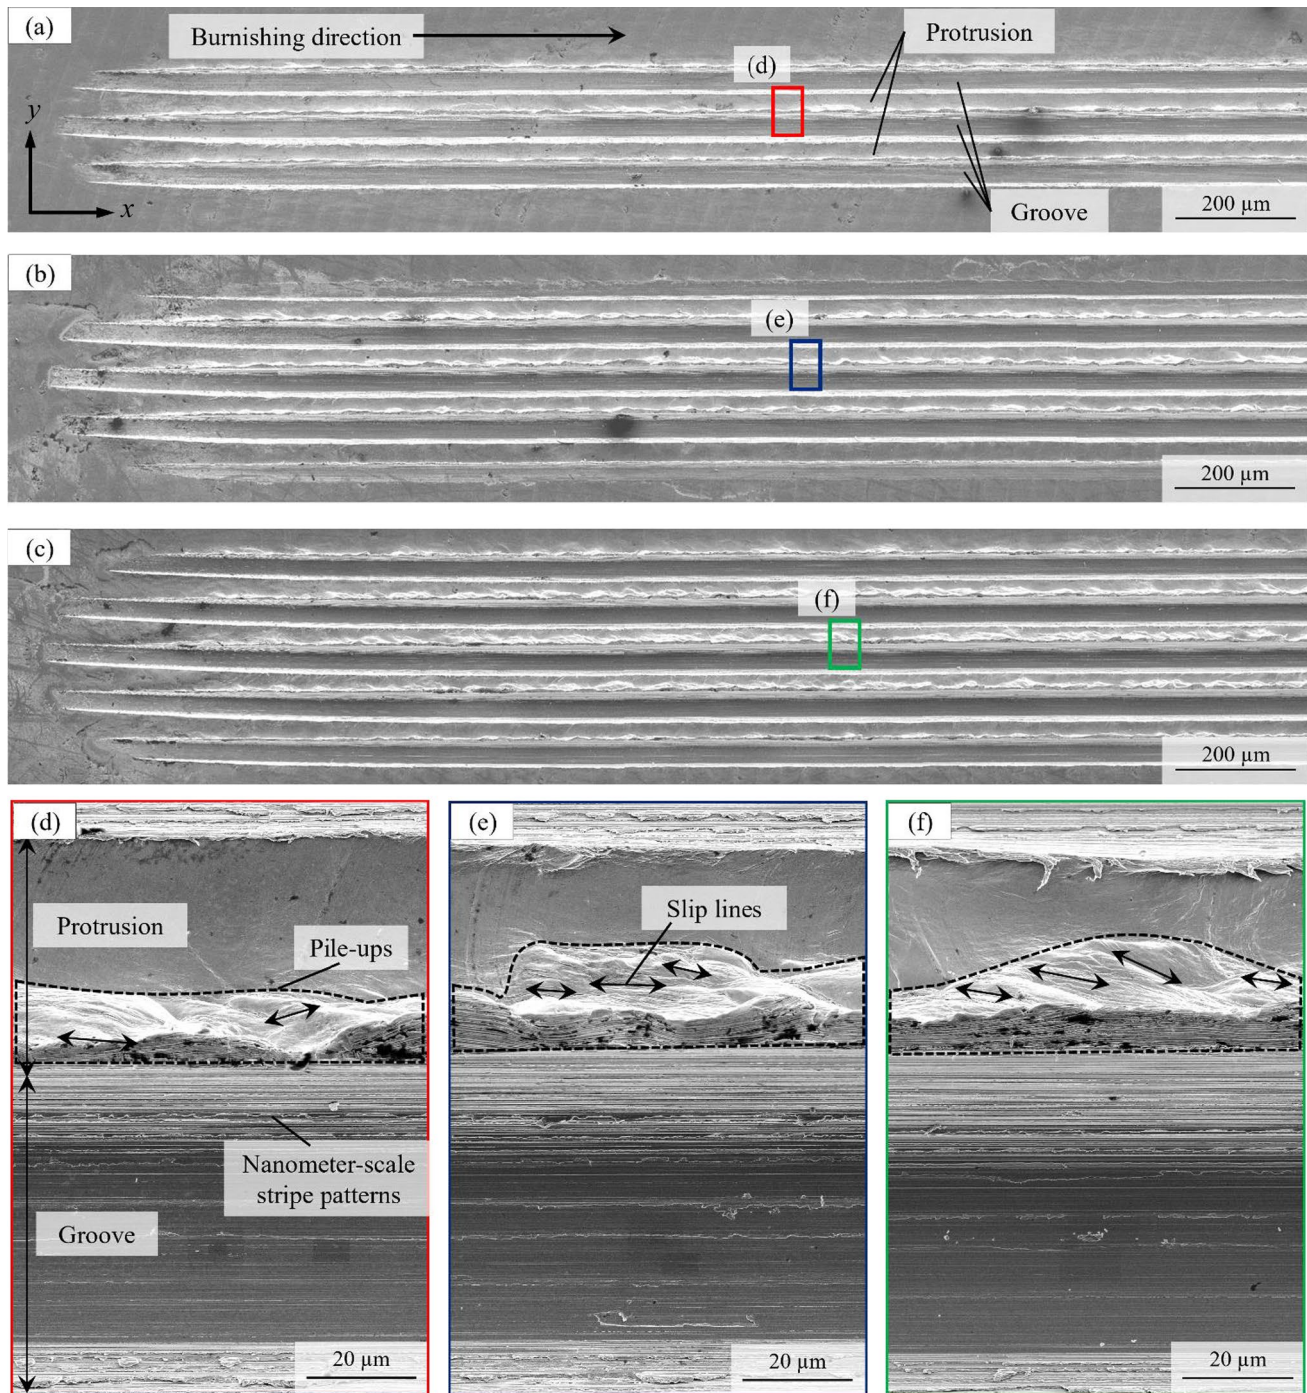 (a)
Burnishing direction
Protrusion
(d)
y
x
Groove
200 µm
(b)
(e)
200 µm
(c)
(f)
200 µm
(d)
(e)
(f)
Protrusion
Pile-ups
Slip lines
Nanometer-scale
stripe patterns
Groove
20 µm
20 µm
20 µm